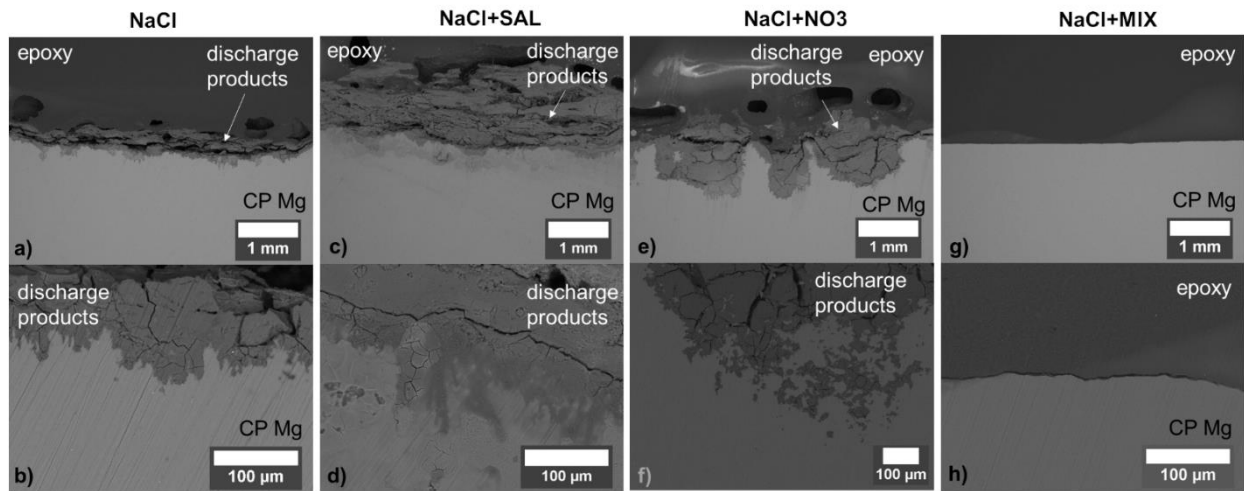 NaCl
NaCl+SAL
NaCl+NO3
NaCl+MIX
epoxy
discharge
products
CP Mg
1 mm
a)
epoxy
discharge
products
CP Mg
1 mm
c)
discharge
products
epoxy
CP Mg
1 mm
e)
epoxy
CP Mg
1 mm
g)
discharge
products
CP Mg
100 µm
b)
discharge
products
100 µm
d)
discharge
products
100 µm
f)
epoxy
CP Mg
100 µm
h)